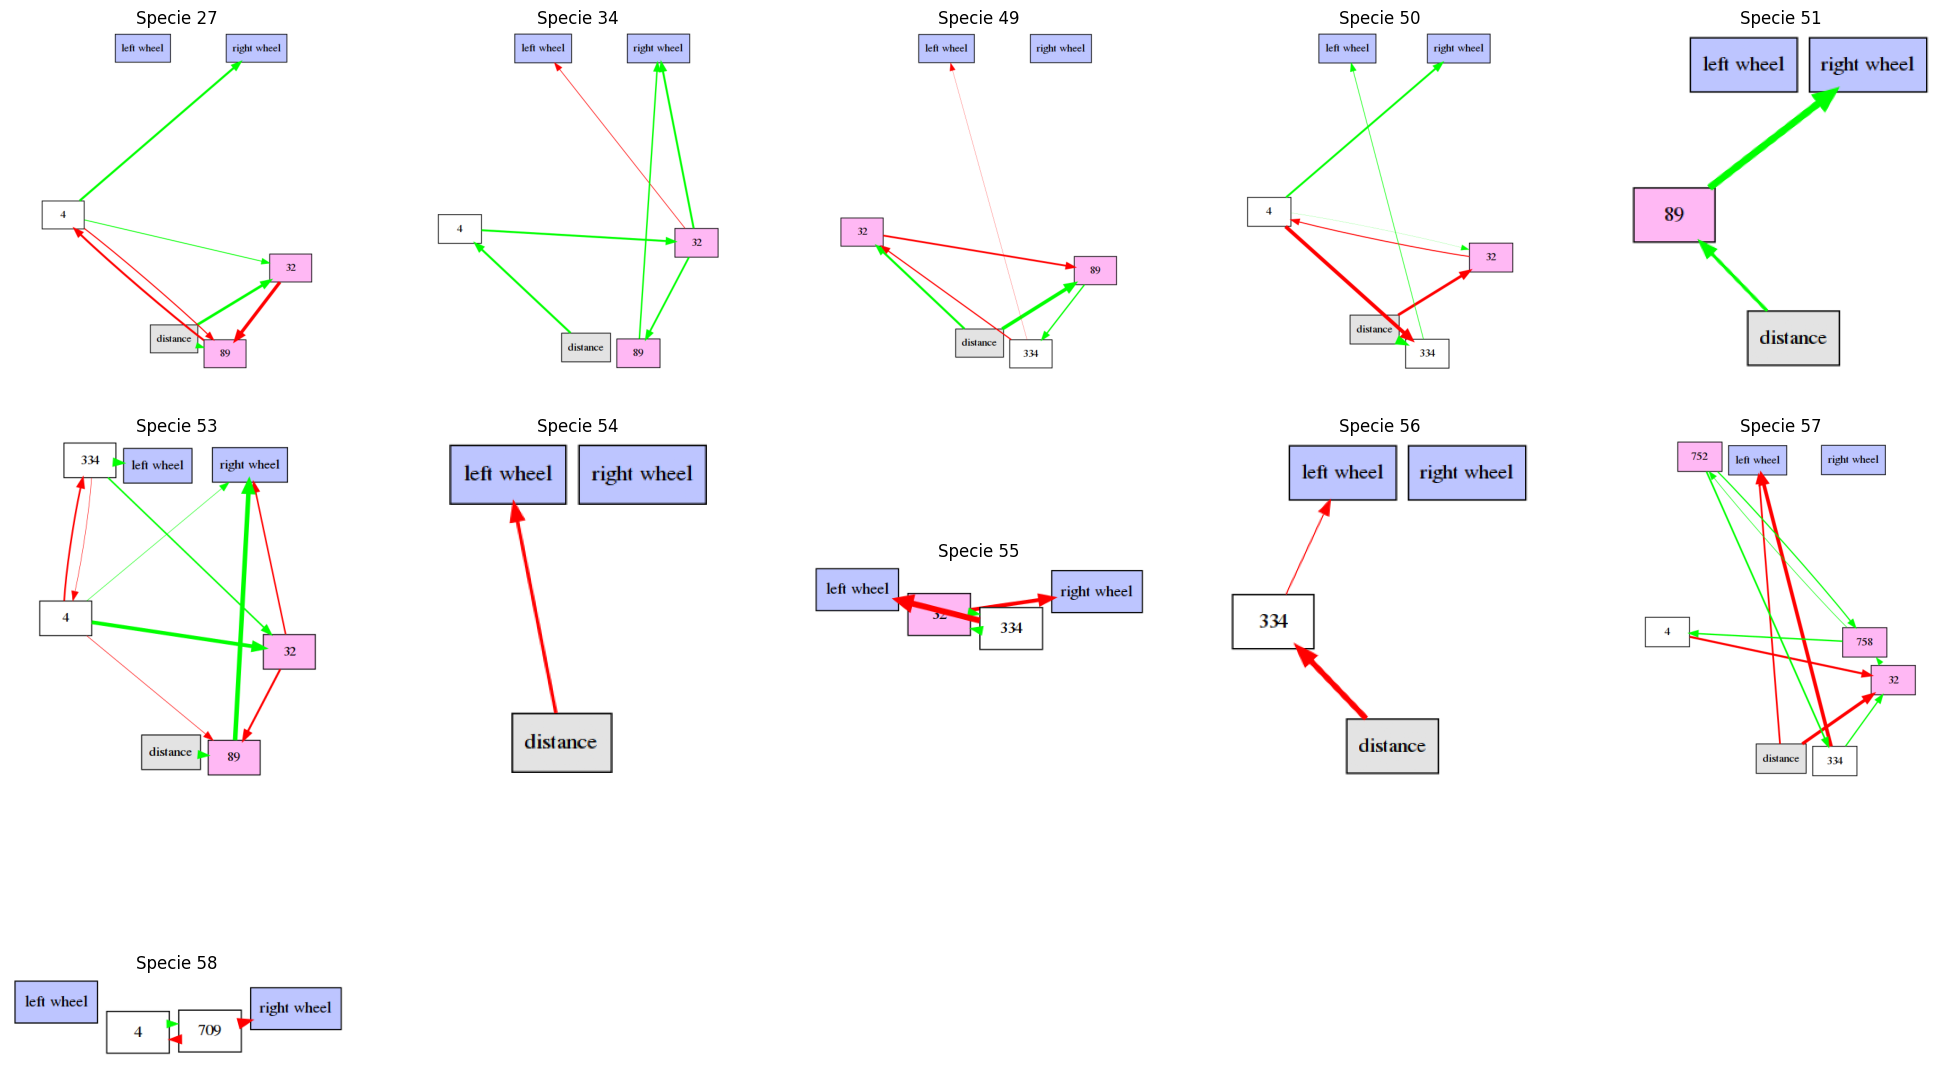 Specie 27
left wheel
right wheel
4
32
distance
89
Specie 34
left wheel
right wheel
4
32
distance
89
Specie 49
left wheel
right wheel
32
89
distance
334
Specie 50
left wheel
right wheel
4
32
distance
334
Specie 51
left wheel
right wheel
89
distance
Specie 53
334
left wheel
right wheel
4
32
distance
89
Specie 54
left wheel
right wheel
distance
Specie 55
left wheel
right wheel
32
334
Specie 56
left wheel
right wheel
334
distance
Specie 57
752
left wheel
right wheel
4
758
32
distance
334
Specie 58
left wheel
right wheel
4
709